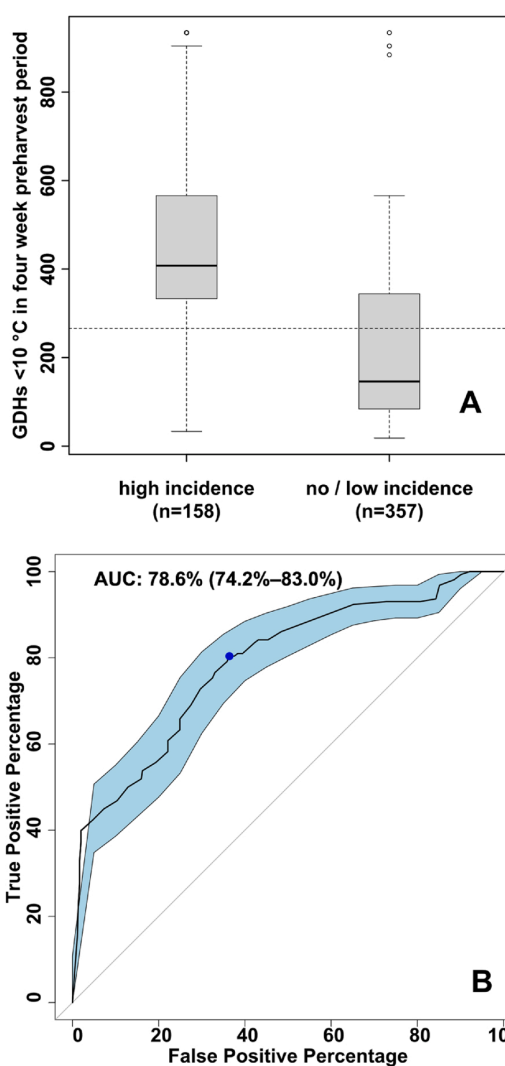 GDHs <10 °C in four week preharvest period
800
600
400
200
0
A
high incidence
(n=158)
no / low incidence
(n=357)
AUC: 78.6% (74.2%–83.0%)
True Positive Percentage
100
80
60
40
20
0
B
0
20
40
60
80
False Positive Percentage